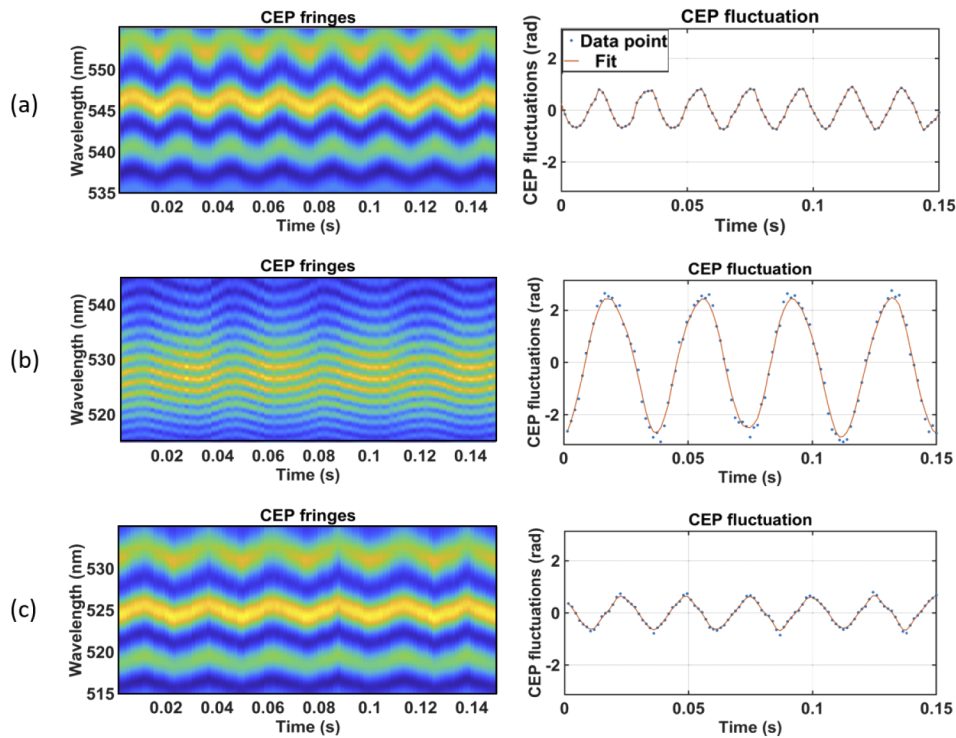 CEP fringes
CEP fluctuation
(a)
Wavelength (nm)
550
545
540
535
0.02 0.04 0.06 0.08 0.1 0.12 0.14
Time (s)
CEP fluctuations (rad)
2
0
-2
Data point
Fit
0 0.05 0.1 0.15
Time (s)
CEP fringes
CEP fluctuation
(b)
Wavelength (nm)
540
530
520
0.02 0.04 0.06 0.08 0.1 0.12 0.14
Time (s)
CEP fluctuations (rad)
2
0
-2
0 0.05 0.1 0.15
Time (s)
CEP fringes
CEP fluctuation
(c)
Wavelength (nm)
530
525
520
515
0.02 0.04 0.06 0.08 0.1 0.12 0.14
Time (s)
CEP fluctuations (rad)
2
0
-2
0 0.05 0.1 0.15
Time (s)